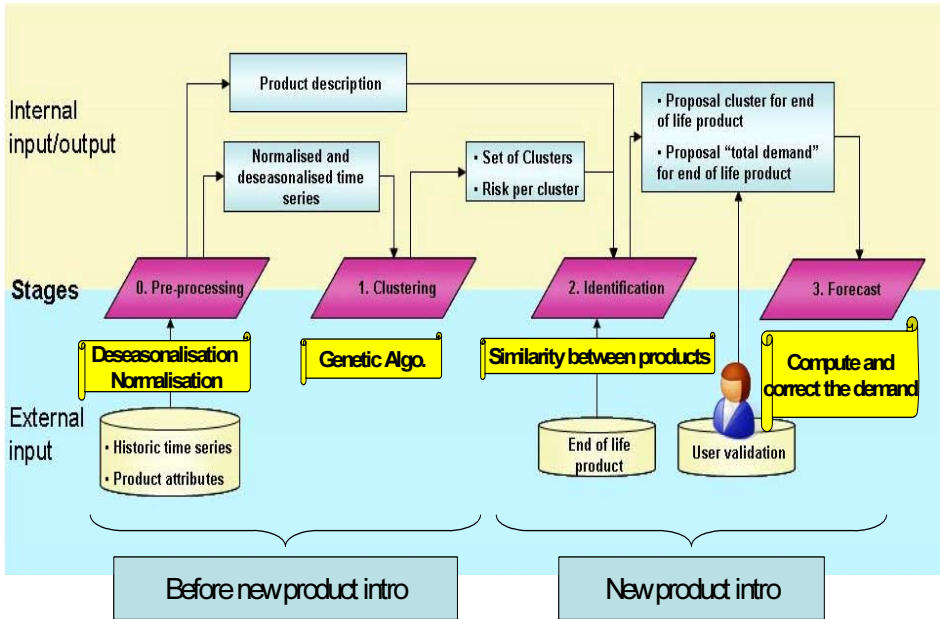 Internal
input/output
Product description
Normalised and
deseasonalised time
series
• Set of Clusters
• Risk per cluster
• Proposal cluster for end
of life product
• Proposal "total demand"
for end of life product
Stages
0. Pre-processing
1. Clustering
2. Identification
3. Forecast
Deseasonalisation
Normalisation
Genetic Algo.
Similarity between products
Compute and
correct the demand
External
input
• Historic time series
• Product attributes
End of life
product
User validation
Before new product intro
New product intro